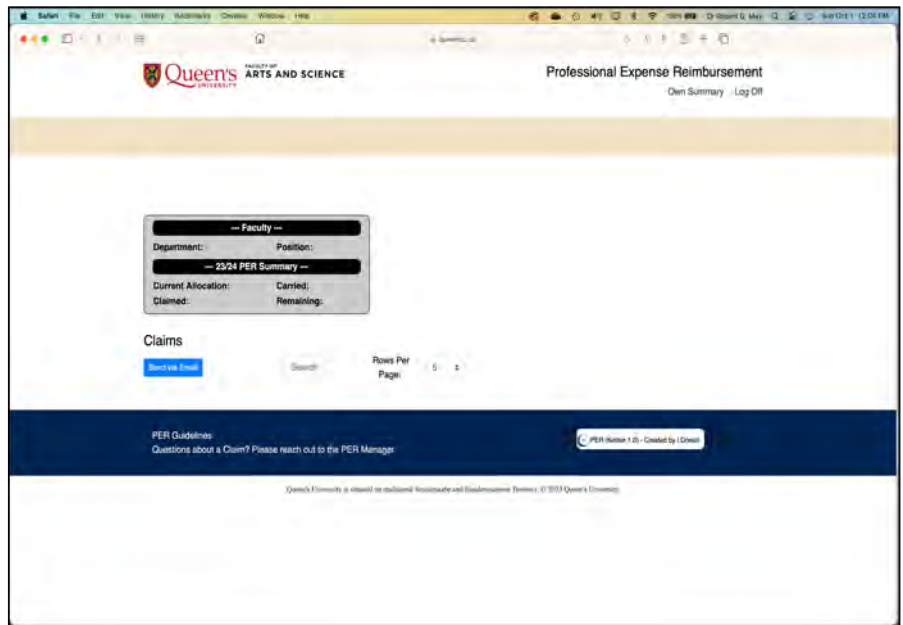 Safari File Edit View History Bookmarks Develop Window Help
Queen's UNIVERSITY
FACULTY OF
ARTS AND SCIENCE
Professional Expense Reimbursement
Own Summary Log Off
--- Faculty ---
Department: Position:
--- 23/24 PER Summary ---
Current Allocation: Carried:
Claimed: Remaining:
Claims
Send via Email Search Rows Per Page: 5
PER Guidelines
Questions about a Claim? Please reach out to the PER Manager